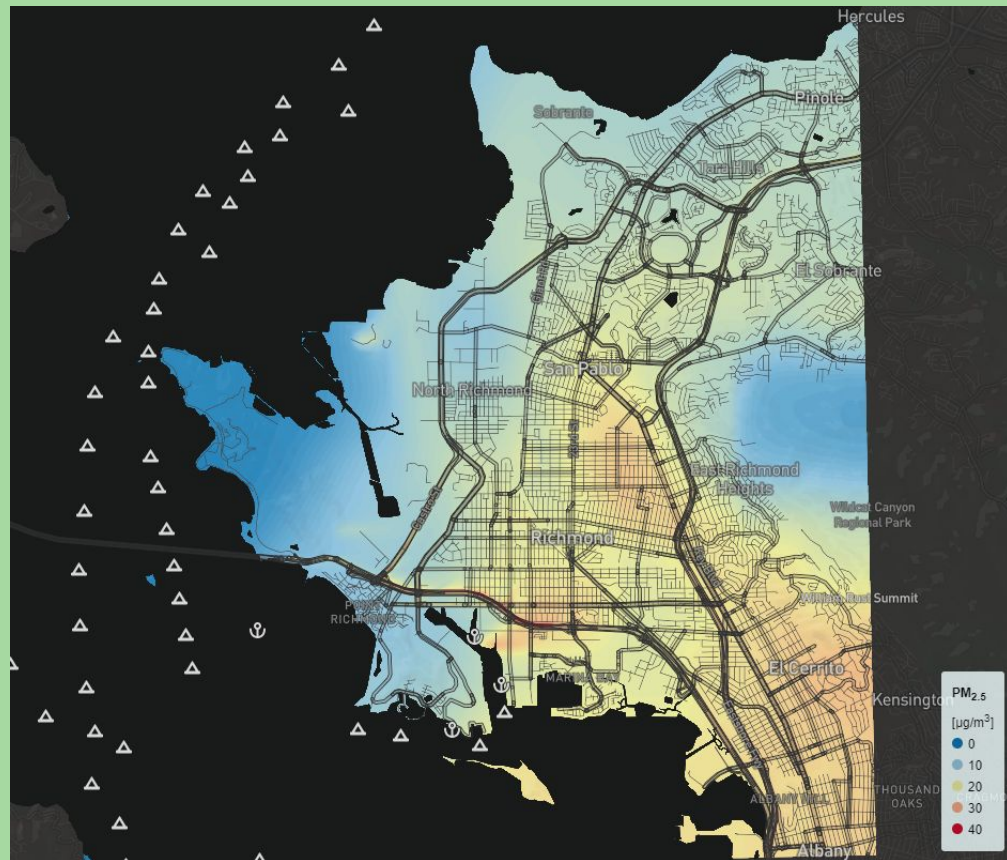 Hercules
Pinole
Sobrante
Tara Hills
El Sobrante
San Pablo
North Richmond
East Richmond
Heights
Wildcat Canyon
Regional Park
Richmond
William Rust Summit
RICHMOND
El Cerrito
MARINA BAY
Kensington
PM2.5
[µg/m³]
0
10
20
30
40
THOUSAND
OAKS
ALBANY HILL
Albany